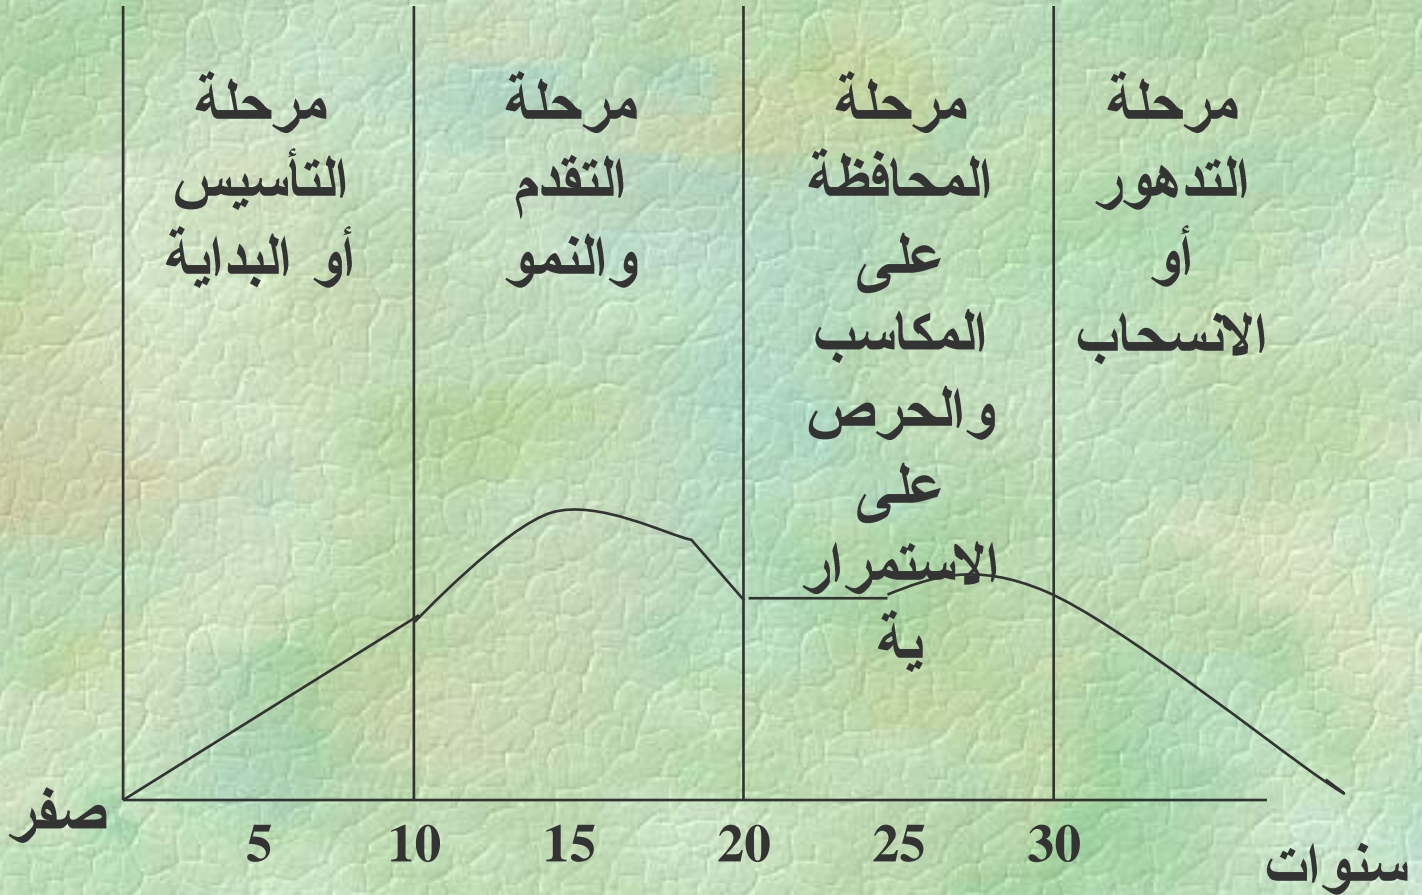 مرحلة
التأسيس
أو البداية
مرحلة
التقدم
والنمو
مرحلة
المحافظة
على
المكاسب
والحرص
على
الاستمرار
ية
مرحلة
التدهور
أو
الانسحاب
صفر
5
10
15
20
25
30
سنوات